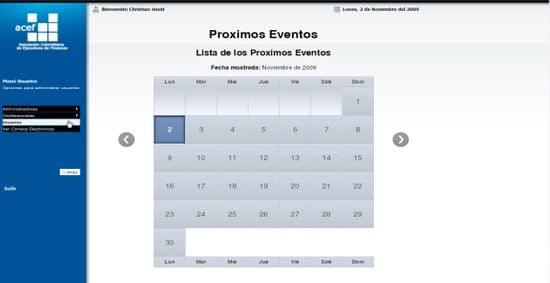 Bienvenido Christian david
Lunes, 2 de Noviembre del 2009
acef
Asociación Colombiana
de Ejecutivos de Finanzas
Menú Usuarios
Opciones para administrar usuarios
Administradores
Conferencistas
Usuarios
Ver Correos Electronicos
Salir
Proximos Eventos
Lista de los Proximos Eventos
Fecha mostrada: Noviembre de 2009
Lun Mar Mie Jue Vie Sab Dom
1
2 3 4 5 6 7 8
9 10 11 12 13 14 15
16 17 18 19 20 21 22
23 24 25 26 27 28 29
30
Lun Mar Mie Jue Vie Sab Dom